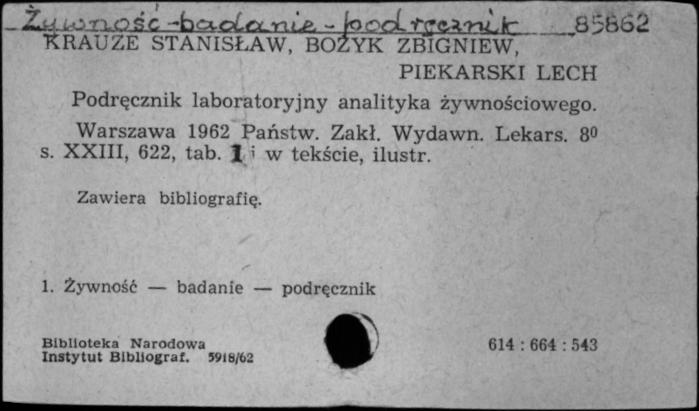 Żywność-badanie-podręcznik 85862
KRAUZE STANISŁAW, BOŻYK ZBIGNIEW,
PIEKARSKI LECH
Podręcznik laboratoryjny analityka żywnościowego.
Warszawa 1962 Państw. Zakł. Wydawn. Lekars. 8⁰
s. XXIII, 622, tab. 1 i w tekście, ilustr.
Zawiera bibliografię.
1. Żywność — badanie — podręcznik
Biblioteka Narodowa
Instytut Bibliograf. 5918/62
614 : 664 : 543